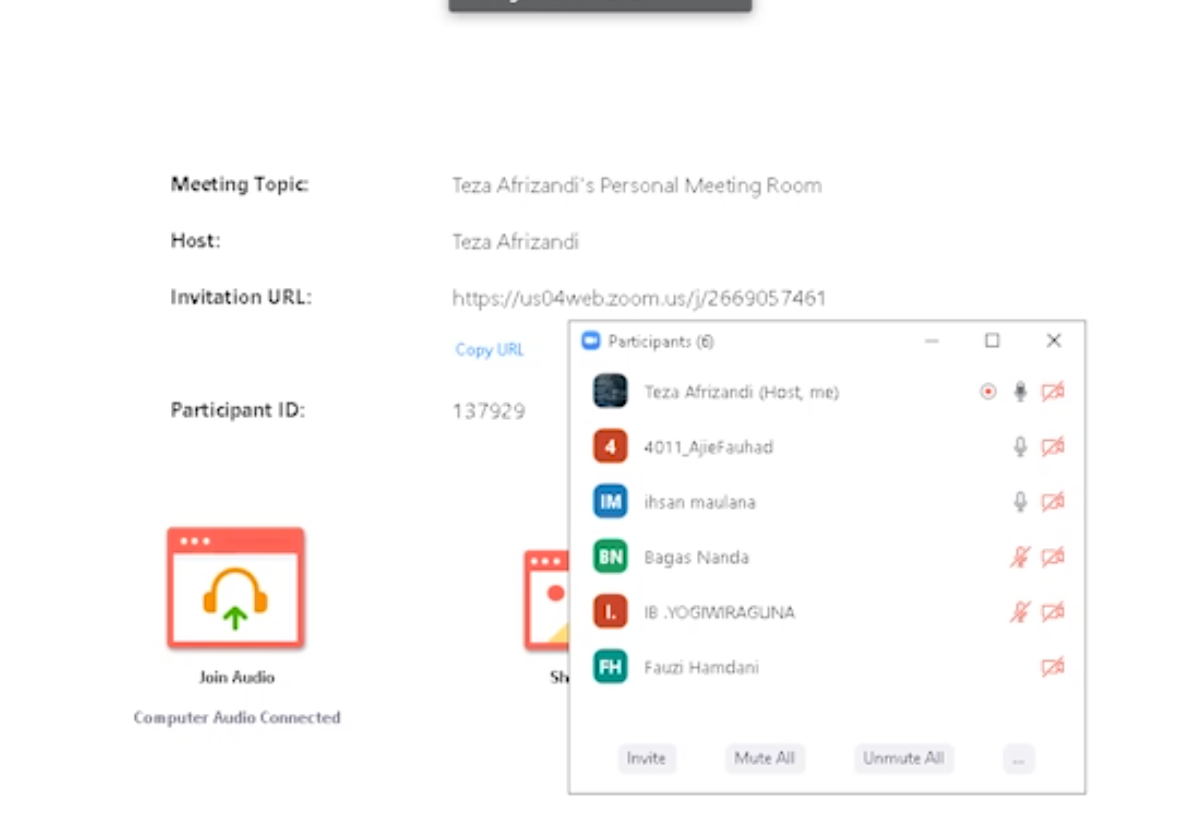 Meeting Topic: Teza Afrizandi's Personal Meeting Room
Host: Teza Afrizandi
Invitation URL: https://us04web.zoom.us/j/2669057461
Copy URL
Participant ID: 137929
Join Audio
Computer Audio Connected
Participants (6)
Teza Afrizandi (Host, me)
4 4011_AjieFauhad
IM ihsan maulana
BN Bagas Nanda
I. IB .YOGIWIRAGUNA
FH Fauzi Hamdani
Invite Mute All Unmute All ...